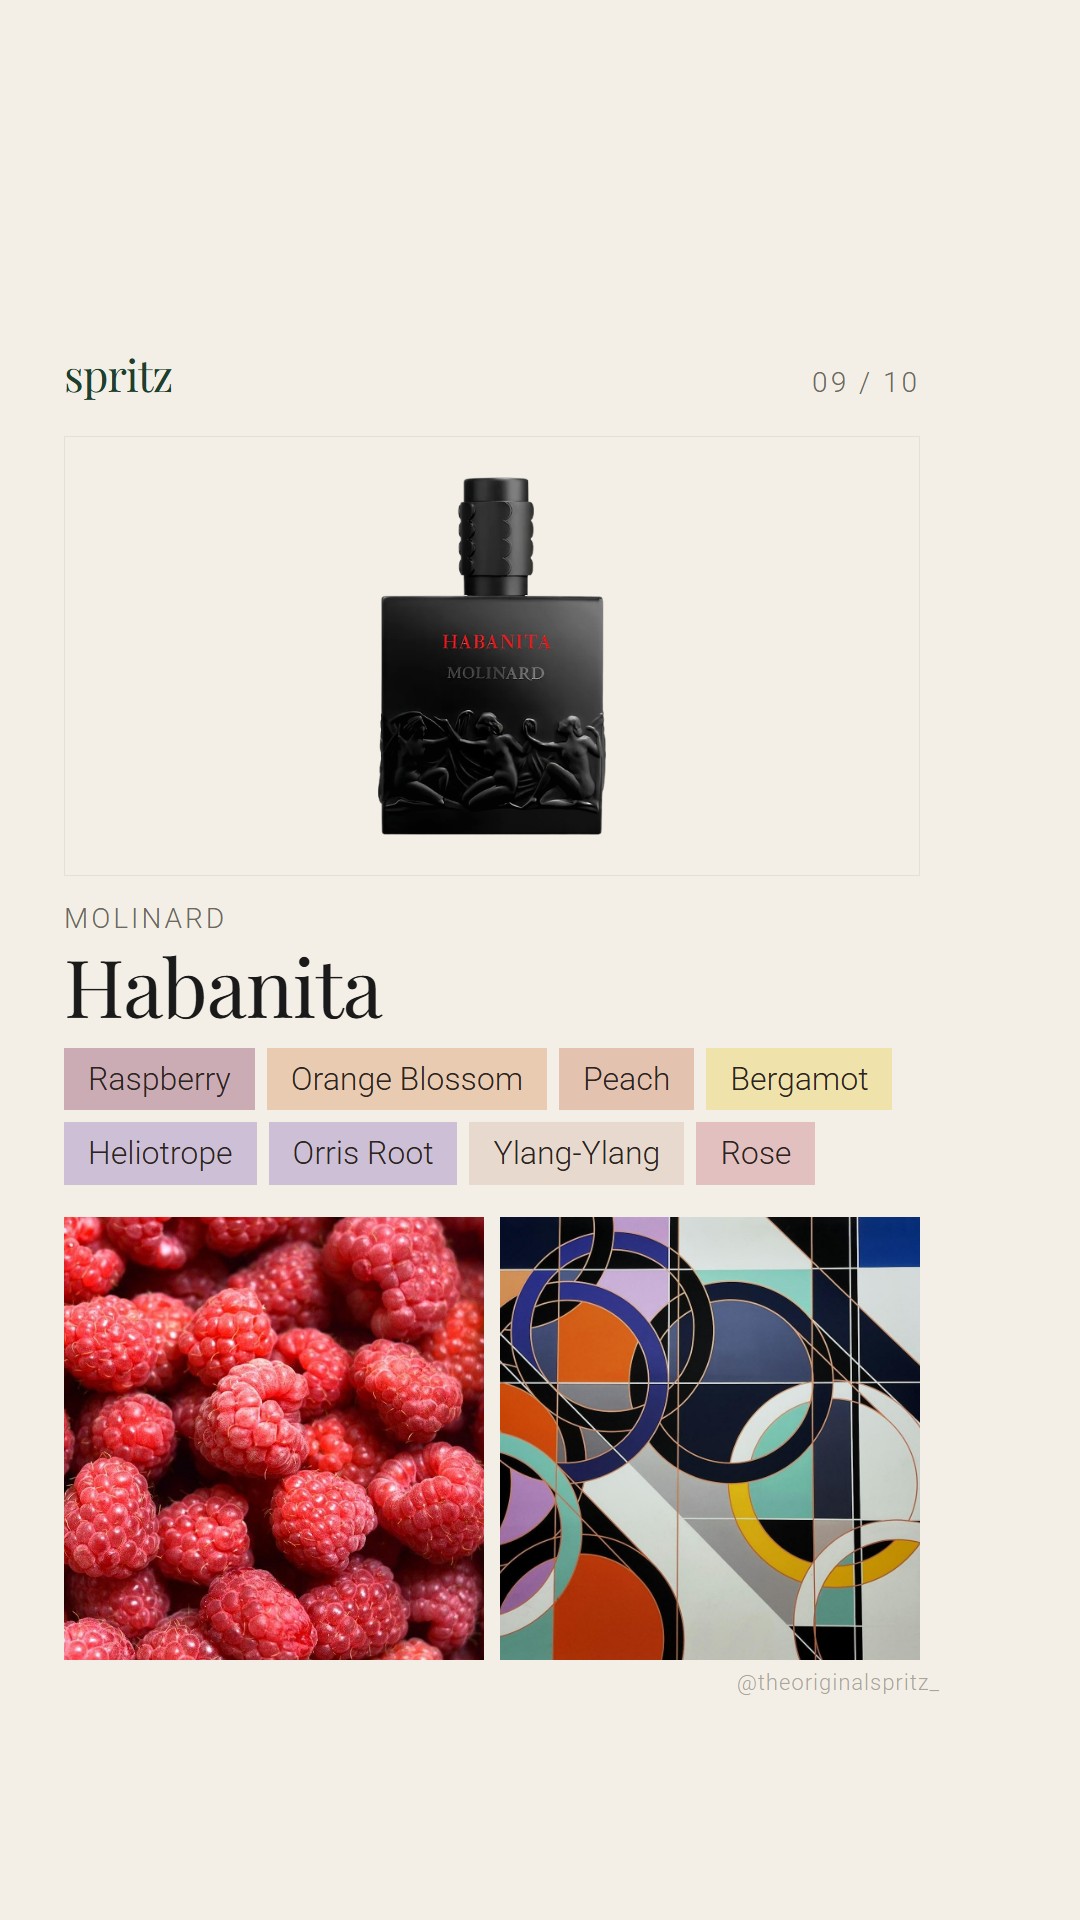 spritz
09 / 10
HABANITA
MOLINARD
MOLINARD
Habanita
Raspberry Orange Blossom Peach Bergamot
Heliotrope Orris Root Ylang-Ylang Rose
@theoriginalspritz_